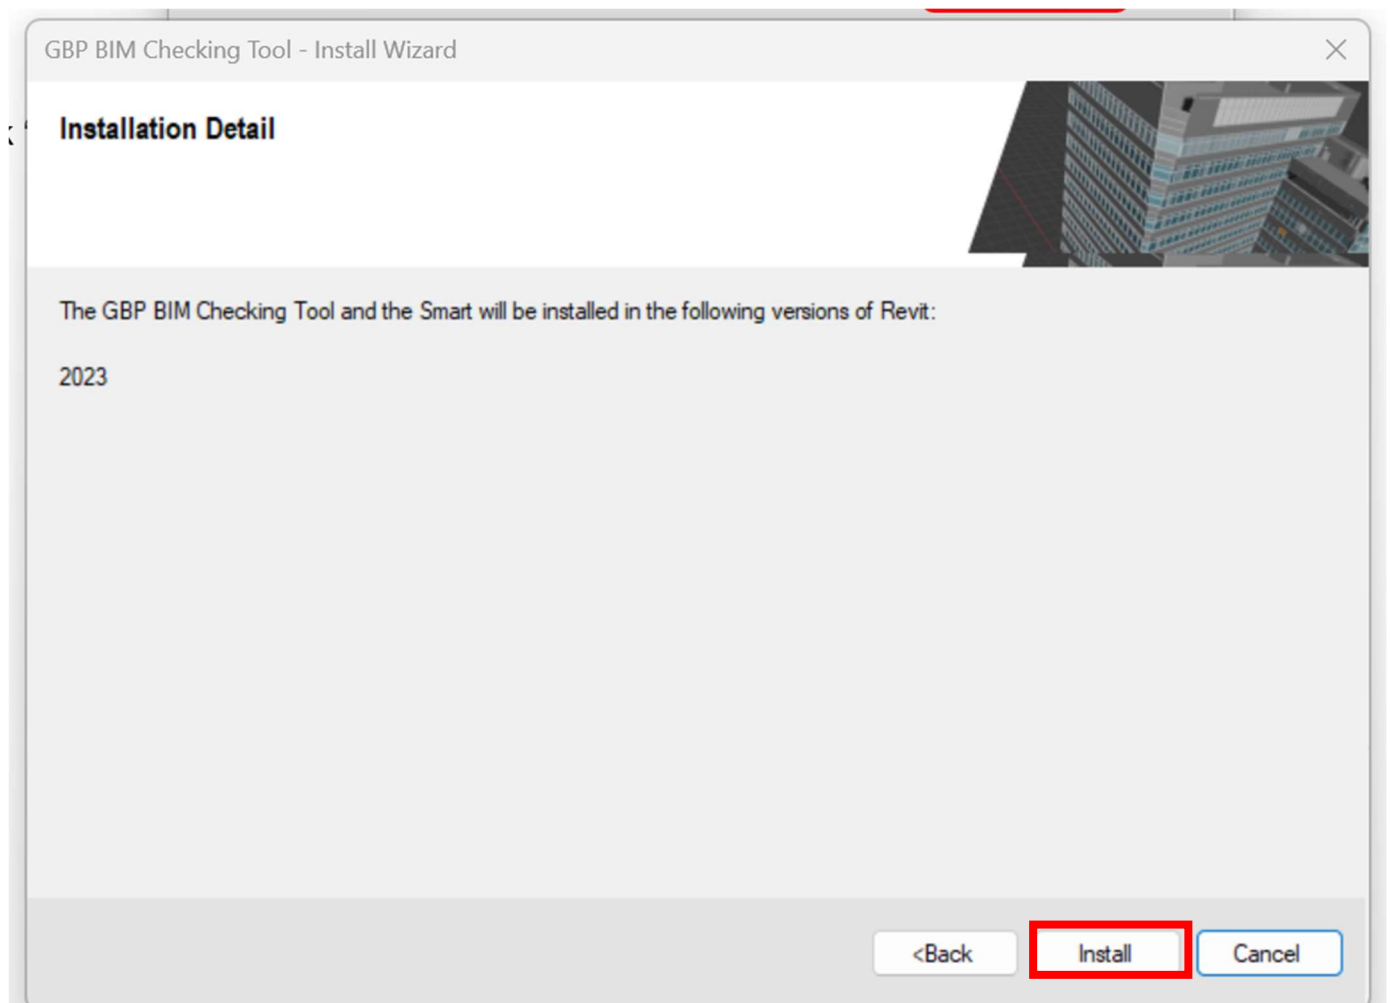 GBP BIM Checking Tool - Install Wizard
Installation Detail
The GBP BIM Checking Tool and the Smart will be installed in the following versions of Revit:
2023
<Back
Install
Cancel